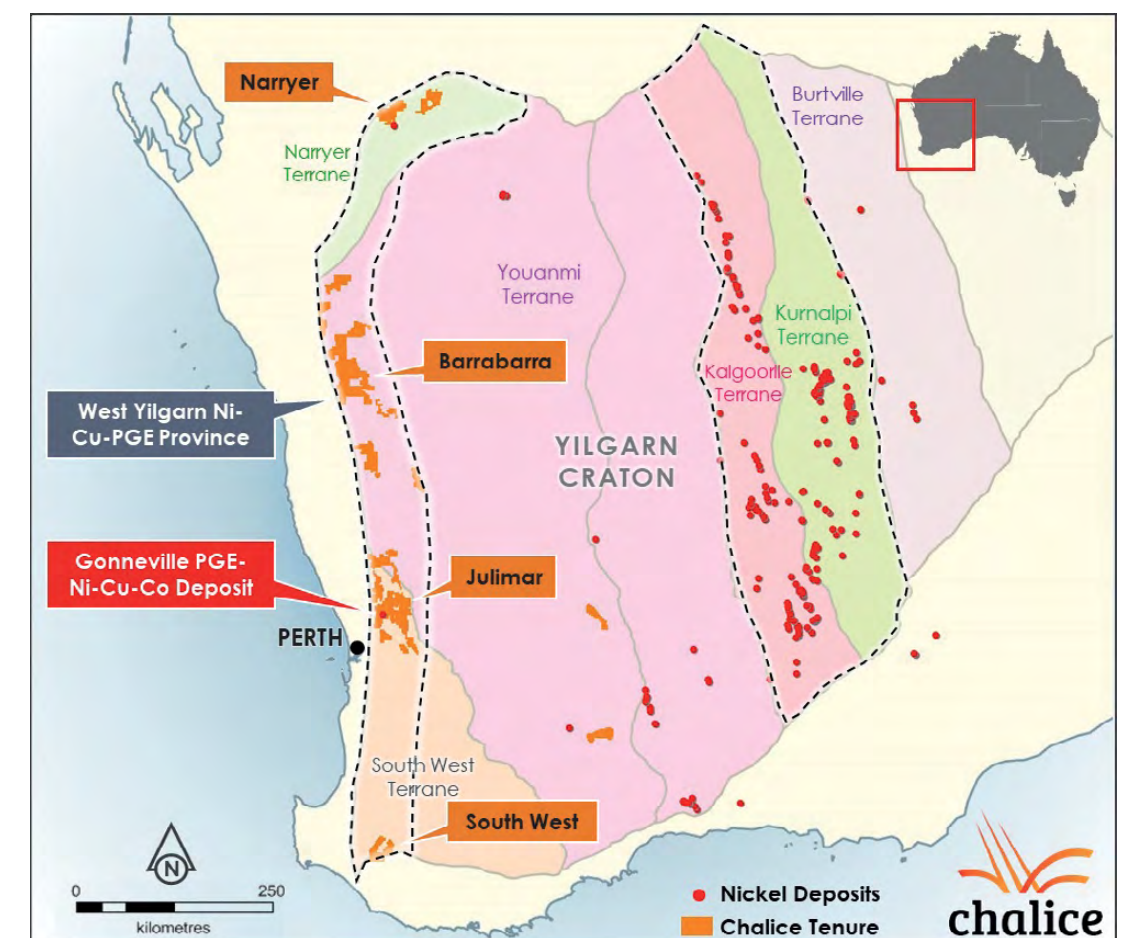 Narryer
Burtville
Terrane
Narryer
Terrane
Youanmi
Terrane
Kurnalpi
Terrane
Barrabarra
Kalgoorlie
Terrane
West Yilgarn Ni-
Cu-PGE Province
YILGARN
CRATON
Gonneville PGE-
Ni-Cu-Co Deposit
Julimar
PERTH
South West
Terrane
South West
N
0 250
kilometres
Nickel Deposits
Chalice Tenure
chalice